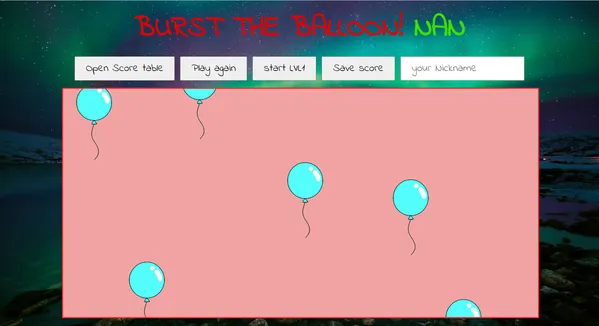 BURST THE BALLOON! NAN
Open Score table Play again start LVL1 Save score your Nickname